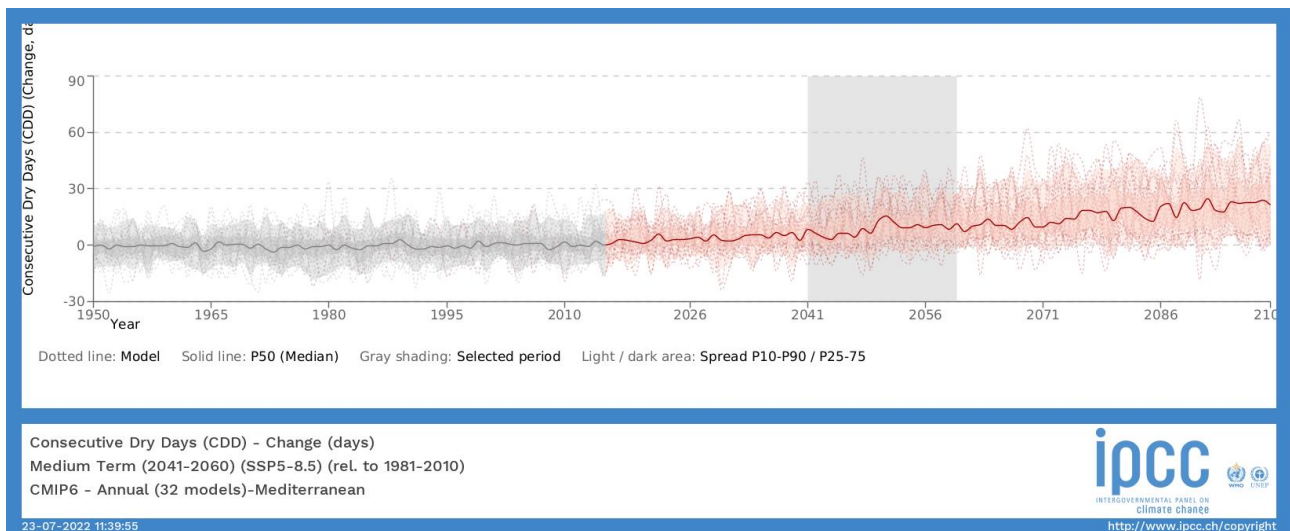 Consecutive Dry Days (CDD) (Change, da
90
60
30
0
-30
1950 1965 1980 1995 2010 2026 2041 2056 2071 2086 210
Year
Dotted line: Model Solid line: P50 (Median) Gray shading: Selected period Light / dark area: Spread P10-P90 / P25-75
Consecutive Dry Days (CDD) - Change (days)
Medium Term (2041-2060) (SSP5-8.5) (rel. to 1981-2010)
CMIP6 - Annual (32 models)-Mediterranean
ipcc
INTERGOVERNMENTAL PANEL ON
climate change
WMO UNEP
23-07-2022 11:39:55 http://www.ipcc.ch/copyright